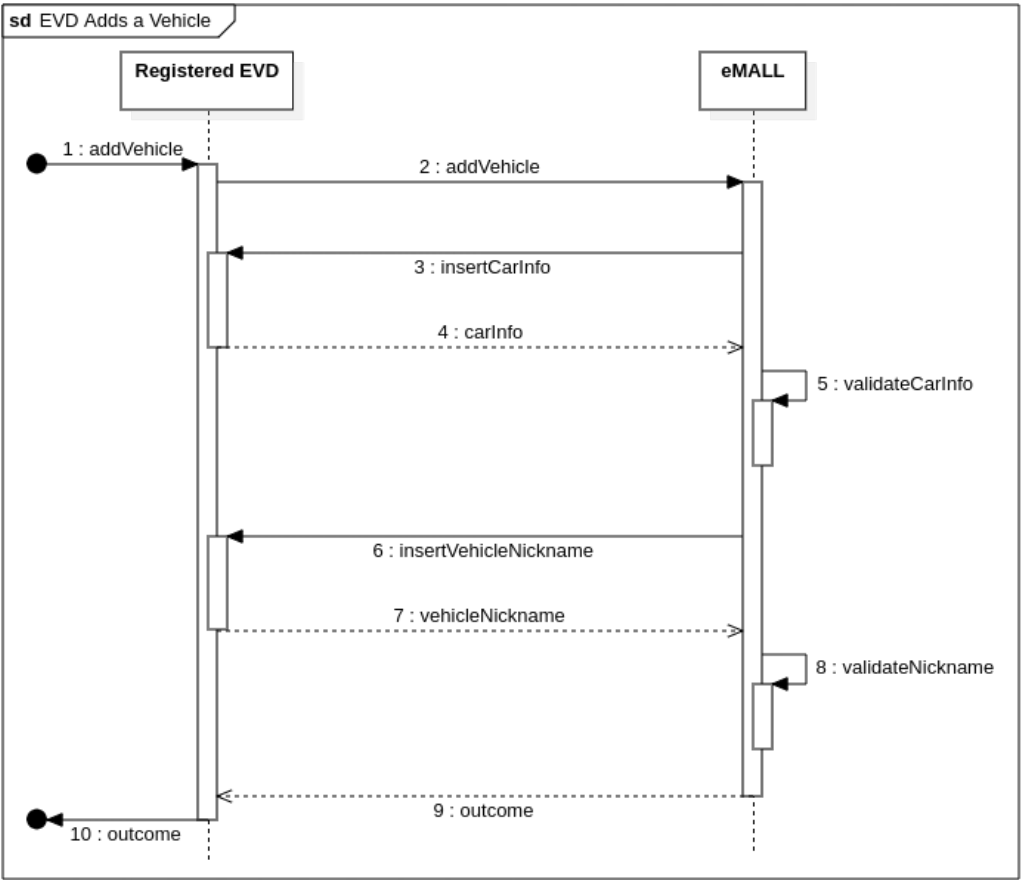 sd EVD Adds a Vehicle
Registered EVD
eMALL
1 : addVehicle
2 : addVehicle
3 : insertCarInfo
4 : carInfo
5 : validateCarInfo
6 : insertVehicleNickname
7 : vehicleNickname
8 : validateNickname
9 : outcome
10 : outcome